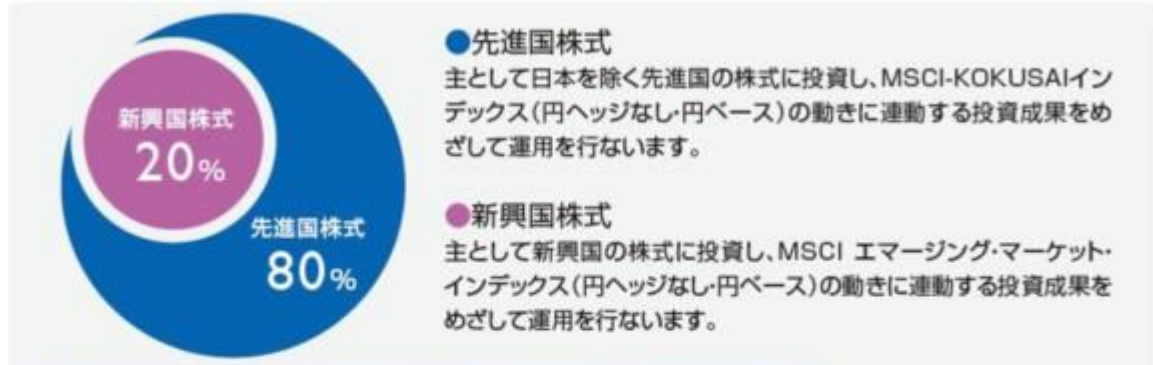 新興国株式
20%
先進国株式
80%
●先進国株式
主として日本を除く先進国の株式に投資し、MSCI-KOKUSAIイン
デックス（円ヘッジなし・円ベース）の動きに連動する投資成果をめ
ざして運用を行ないます。
●新興国株式
主として新興国の株式に投資し、MSCI エマージング・マーケット・
インデックス（円ヘッジなし・円ベース）の動きに連動する投資成果を
めざして運用を行ないます。